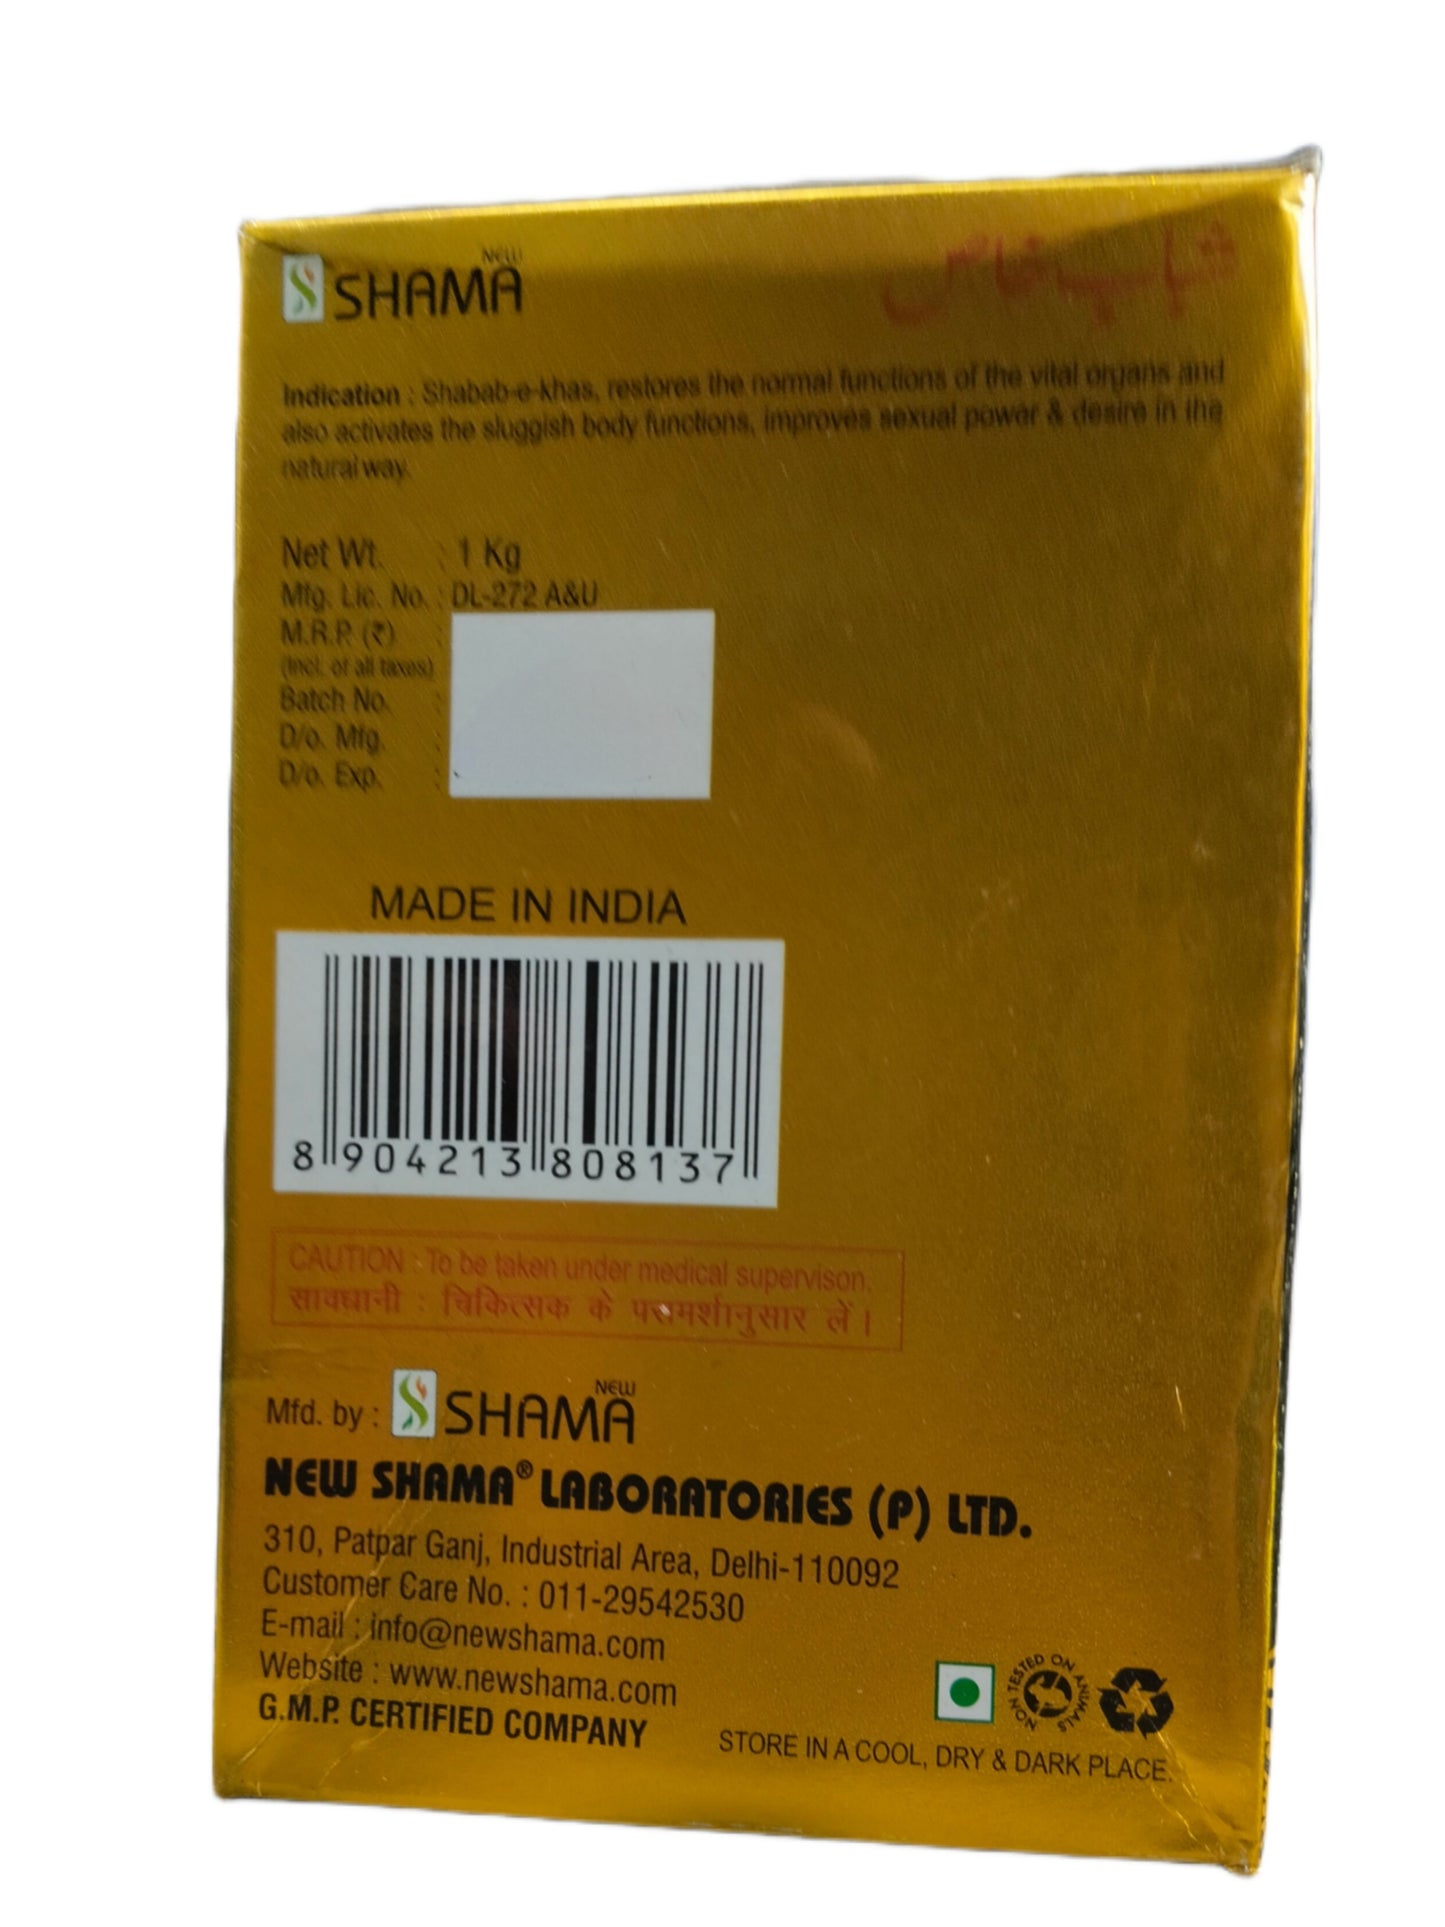 NEW
SHAMA
شباب خاص
Indication : Shabab-e-khas, restores the normal functions of the vital organs and
also activates the sluggish body functions, improves sexual power & desire in the
natural way.
Net Wt. : 1 Kg
Mfg. Lic. No. : DL-272 A&U
M.R.P. (₹) :
(Incl. of all taxes)
Batch No. :
D/o. Mfg. :
D/o. Exp. :
MADE IN INDIA
8 904213 808137
CAUTION : To be taken under medical supervison.
सावधानी : चिकित्सक के परामर्शानुसार लें।
Mfd. by : NEW SHAMA
NEW SHAMA® LABORATORIES (P) LTD.
310, Patpar Ganj, Industrial Area, Delhi-110092
Customer Care No. : 011-29542530
E-mail : info@newshama.com
Website : www.newshama.com
G.M.P. CERTIFIED COMPANY
NON TESTED ON ANIMALS
STORE IN A COOL, DRY & DARK PLACE.